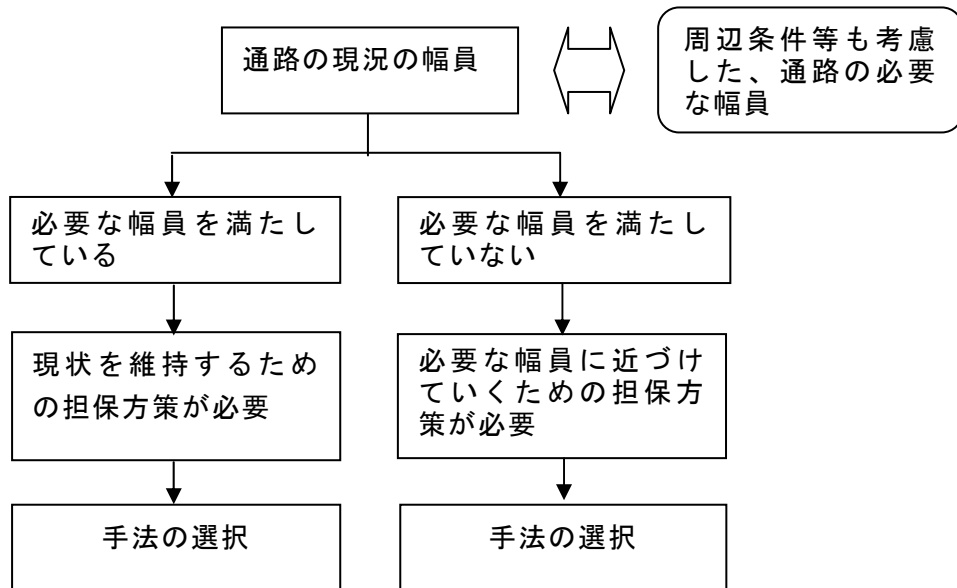 通路の現況の幅員
周辺条件等も考慮
した、通路の必要
な幅員
必要な幅員を満たし
ている
必要な幅員を満たし
ていない
現状を維持するため
の担保方策が必要
必要な幅員に近づけ
ていくための担保方
策が必要
手法の選択
手法の選択